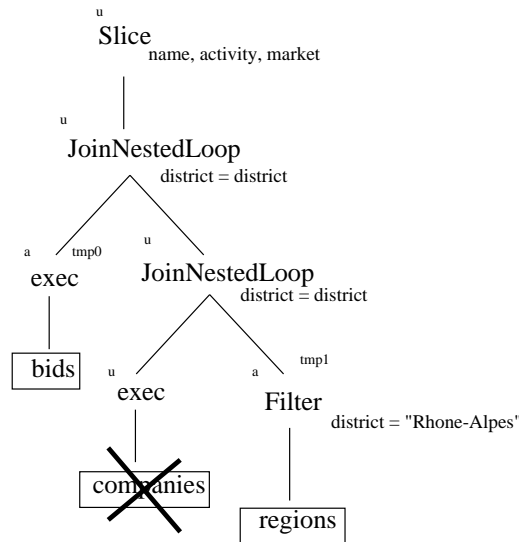 u
Slice
name, activity, market
u
JoinNestedLoop
district = district
a tmp0 u
exec JoinNestedLoop
district = district
bids
u a tmp1
exec Filter
district = "Rhone-Alpes"
companies
regions